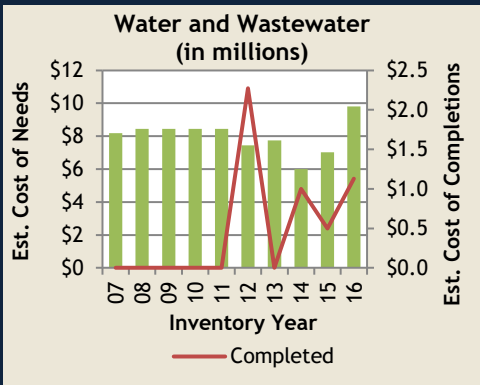 Water and Wastewater
(in millions)
Est. Cost of Needs
$12
$10
$8
$6
$4
$2
$0
$2.5
$2.0
$1.5
$1.0
$0.5
$0.0
Est. Cost of Completions
07 08 09 10 11 12 13 14 15 16
Inventory Year
Completed